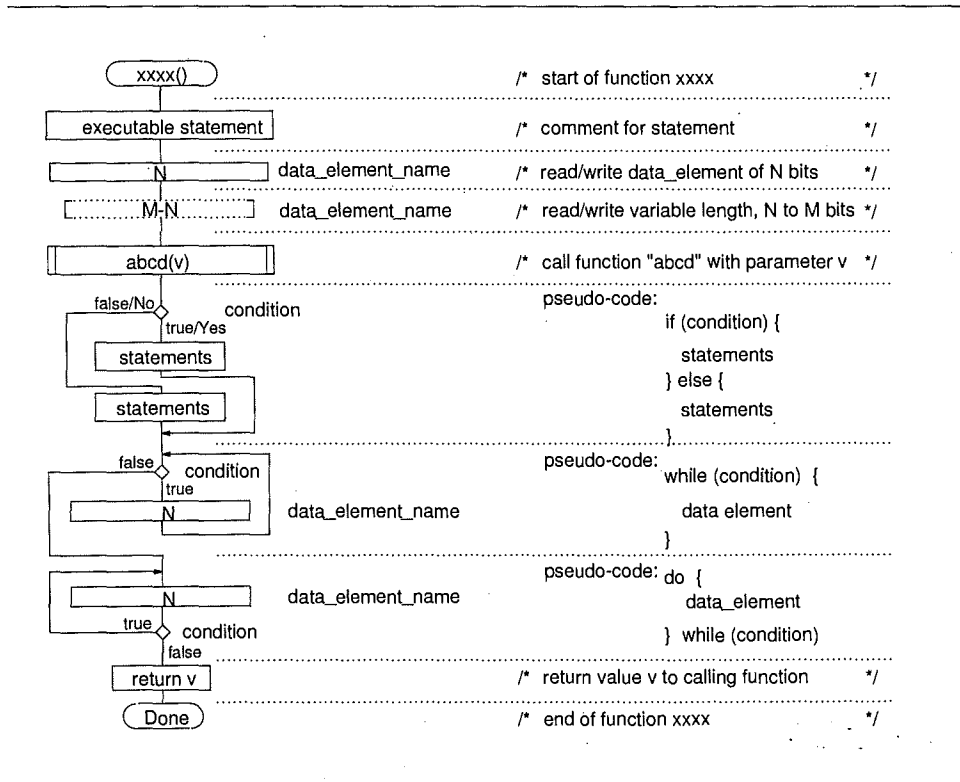 xxxx() /* start of function xxxx */
executable statement /* comment for statement */
N data_element_name /* read/write data_element of N bits */
M-N data_element_name /* read/write variable length, N to M bits */
abcd(v) /* call function "abcd" with parameter v */
false/No condition pseudo-code:
true/Yes if (condition) {
statements statements
} else {
statements statements
}
false condition pseudo-code: while (condition) {
true
N data_element_name data element
}
pseudo-code: do {
N data_element_name data_element
true condition } while (condition)
false
return v /* return value v to calling function */
Done /* end of function xxxx */